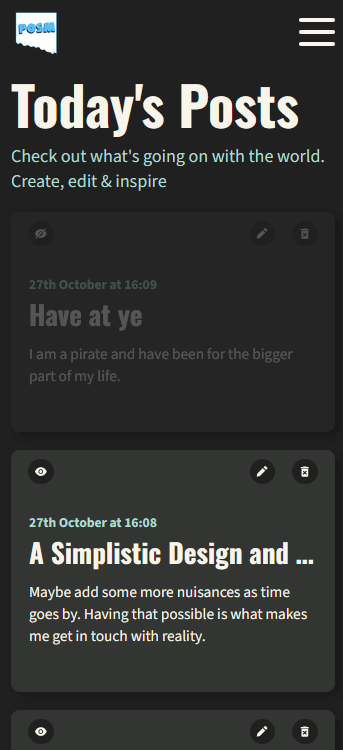 POSM
Today's Posts
Check out what's going on with the world.
Create, edit & inspire
27th October at 16:09
Have at ye
I am a pirate and have been for the bigger
part of my life.
27th October at 16:08
A Simplistic Design and ...
Maybe add some more nuisances as time
goes by. Having that possible is what makes
me get in touch with reality.